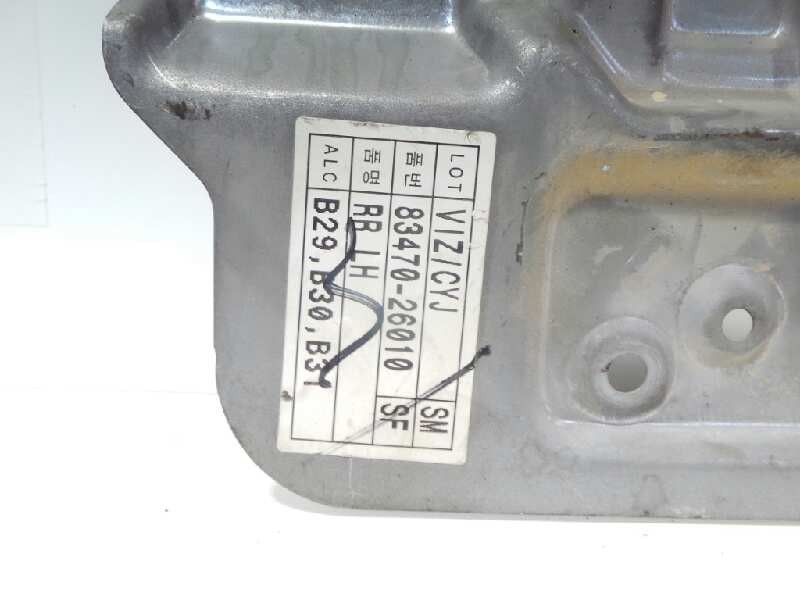 LOT VIZ/CYJ SM
품번 83470-26010 SF
품명 RR LH
ALC B29,B30,B31